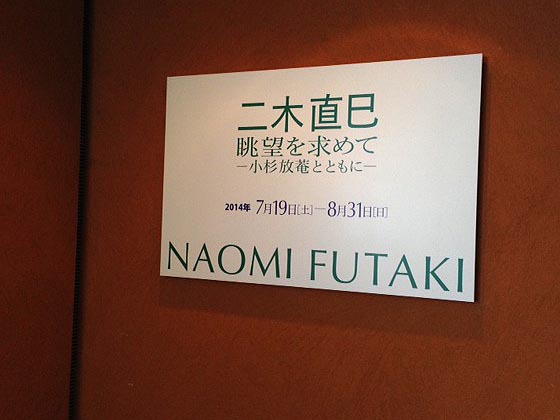 二木直巳
眺望を求めて
―小杉放菴とともに―
2014年 7月19日[土]―8月31日[日]
NAOMI FUTAKI